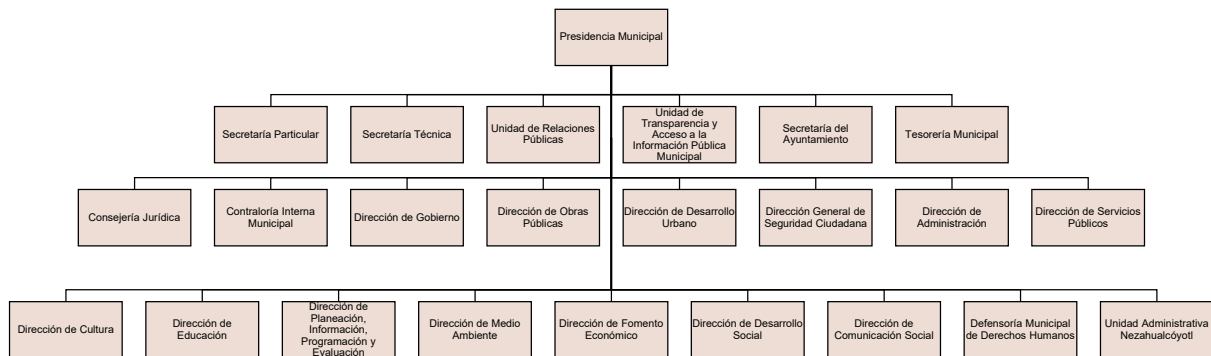 Presidencia Municipal
Secretaría Particular
Secretaría Técnica
Unidad de Relaciones
Públicas
Unidad de
Transparencia y
Acceso a la
Información Pública
Municipal
Secretaría del
Ayuntamiento
Tesorería Municipal
Consejería Jurídica
Contraloría Interna
Municipal
Dirección de Gobierno
Dirección de Obras
Públicas
Dirección de Desarrollo
Urbano
Dirección General de
Seguridad Ciudadana
Dirección de
Administración
Dirección de Servicios
Públicos
Dirección de Cultura
Dirección de
Educación
Dirección de
Planeación,
Información,
Programación y
Evaluación
Dirección de Medio
Ambiente
Dirección de Fomento
Económico
Dirección de Desarrollo
Social
Dirección de
Comunicación Social
Defensoría Municipal
de Derechos Humanos
Unidad Administrativa
Nezahualcóyotl